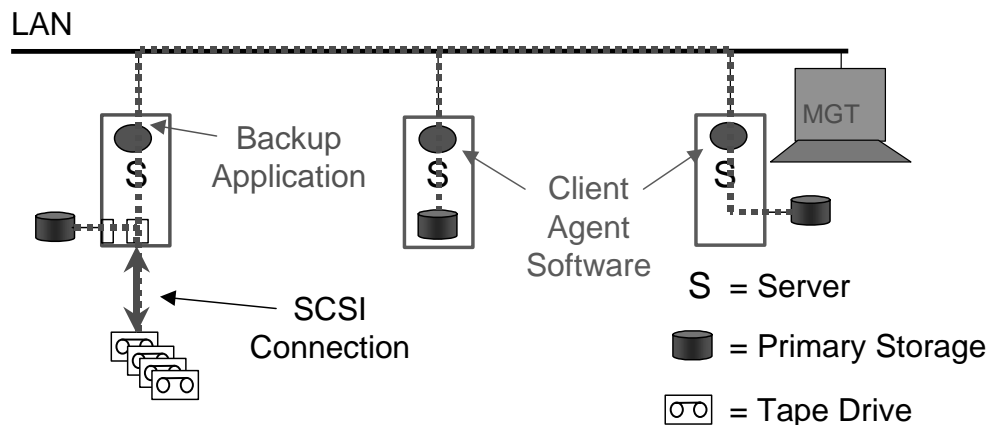 LAN
MGT
Backup
Application
S
S
S
Client
Agent
Software
SCSI
Connection
S = Server
= Primary Storage
= Tape Drive